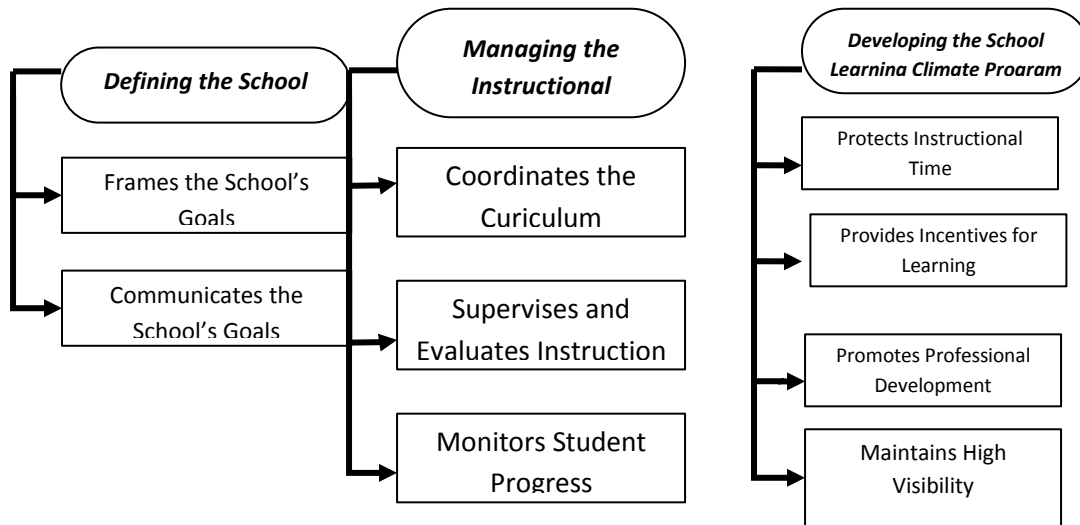 Defining the School
Frames the School's
Goals
Communicates the
School's Goals
Managing the
Instructional
Coordinates the
Curiculum
Supervises and
Evaluates Instruction
Monitors Student
Progress
Developing the School
Learning Climate Program
Protects Instructional
Time
Provides Incentives for
Learning
Promotes Professional
Development
Maintains High
Visibility